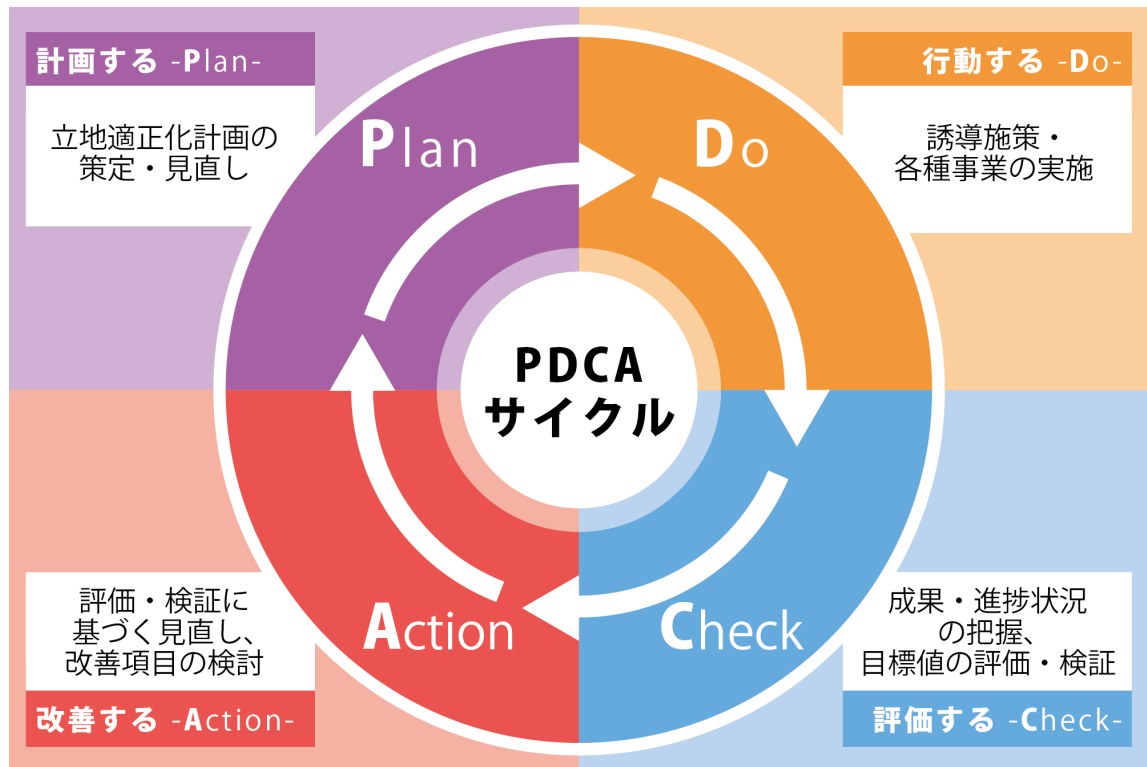 計画する -Plan-
立地適正化計画の
策定・見直し
行動する -Do-
誘導施策・
各種事業の実施
Plan
Do
PDCA
サイクル
Action
Check
評価・検証に
基づく見直し、
改善項目の検討
改善する -Action-
成果・進捗状況
の把握、
目標値の評価・検証
評価する -Check-